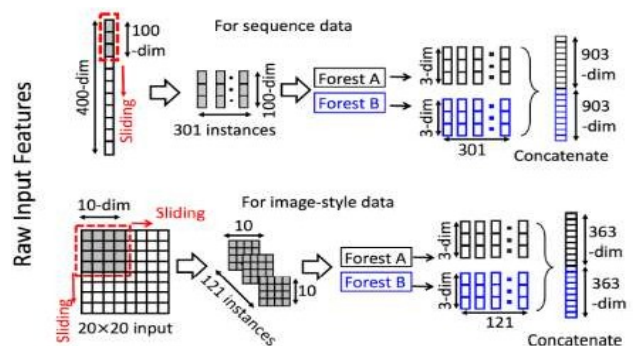 Raw Input Features
For sequence data
400-dim
100
-dim
Sliding
301 instances
100-dim
Forest A
Forest B
3-dim
3-dim
301
903
-dim
903
-dim
Concatenate
For image-style data
10-dim
Sliding
Sliding
20×20 input
10
10
121 instances
Forest A
Forest B
3-dim
3-dim
121
363
-dim
363
-dim
Concatenate